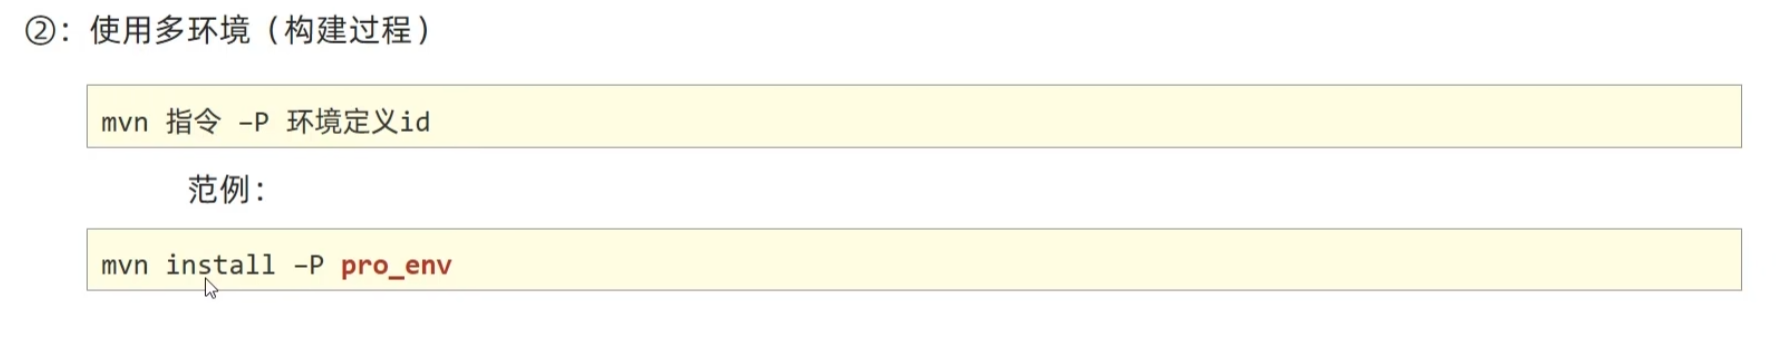 ②：使用多环境（构建过程）
mvn 指令 –P 环境定义id
范例：
mvn install –P pro_env